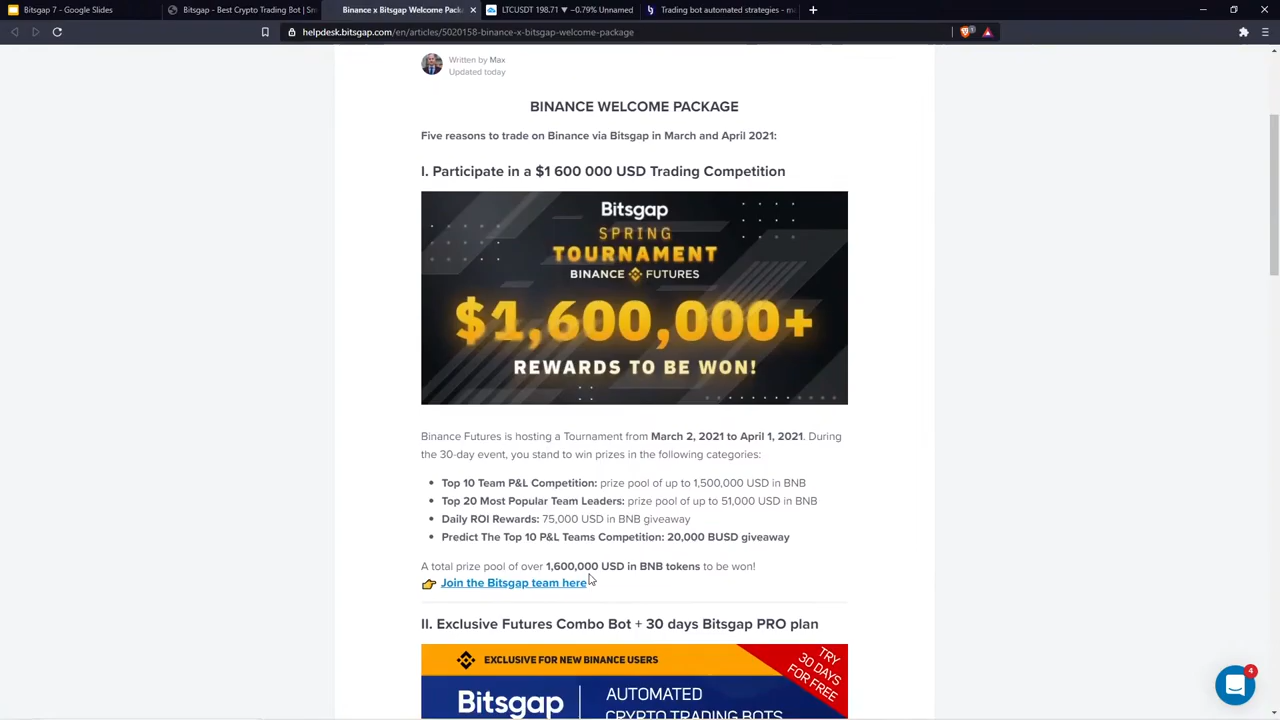 Bitsgap 7 - Google Slides
Bitsgap - Best Crypto Trading Bot | Sm
Binance x Bitsgap Welcome Pack
LTCUSDT 198.71 ▼ −0.79% Unnamed
Trading bot automated strategies - m
helpdesk.bitsgap.com/en/articles/5020158-binance-x-bitsgap-welcome-package
1
Written by Max
Updated today
BINANCE WELCOME PACKAGE
Five reasons to trade on Binance via Bitsgap in March and April 2021:
I. Participate in a $1 600 000 USD Trading Competition
Bitsgap
SPRING
TOURNAMENT
BINANCE FUTURES
$1,600,000+
REWARDS TO BE WON!
Binance Futures is hosting a Tournament from March 2, 2021 to April 1, 2021. During
the 30-day event, you stand to win prizes in the following categories:
• Top 10 Team P&L Competition: prize pool of up to 1,500,000 USD in BNB
• Top 20 Most Popular Team Leaders: prize pool of up to 51,000 USD in BNB
• Daily ROI Rewards: 75,000 USD in BNB giveaway
• Predict The Top 10 P&L Teams Competition: 20,000 BUSD giveaway
A total prize pool of over 1,600,000 USD in BNB tokens to be won!
👉 Join the Bitsgap team here
II. Exclusive Futures Combo Bot + 30 days Bitsgap PRO plan
EXCLUSIVE FOR NEW BINANCE USERS
TRY
30 DAYS
FOR FREE
Bitsgap
AUTOMATED
CRYPTO TRADING BOTS
4